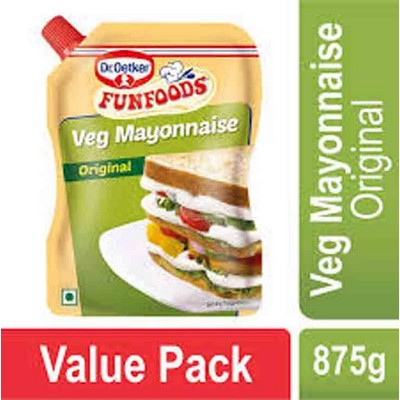 Dr.Oetker
FUNFOODS
Veg Mayonnaise
Original
Veg Mayonnaise
Original
Value Pack
875g